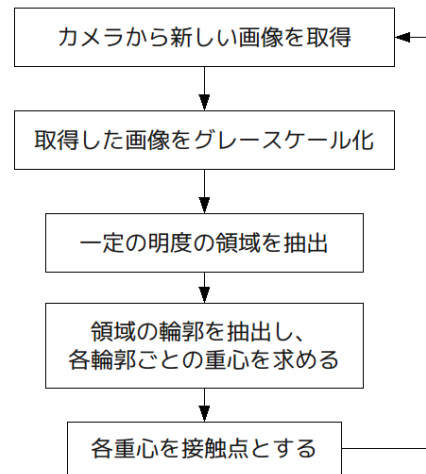 カメラから新しい画像を取得
取得した画像をグレースケール化
一定の明度の領域を抽出
領域の輪郭を抽出し、
各輪郭ごとの重心を求める
各重心を接触点とする